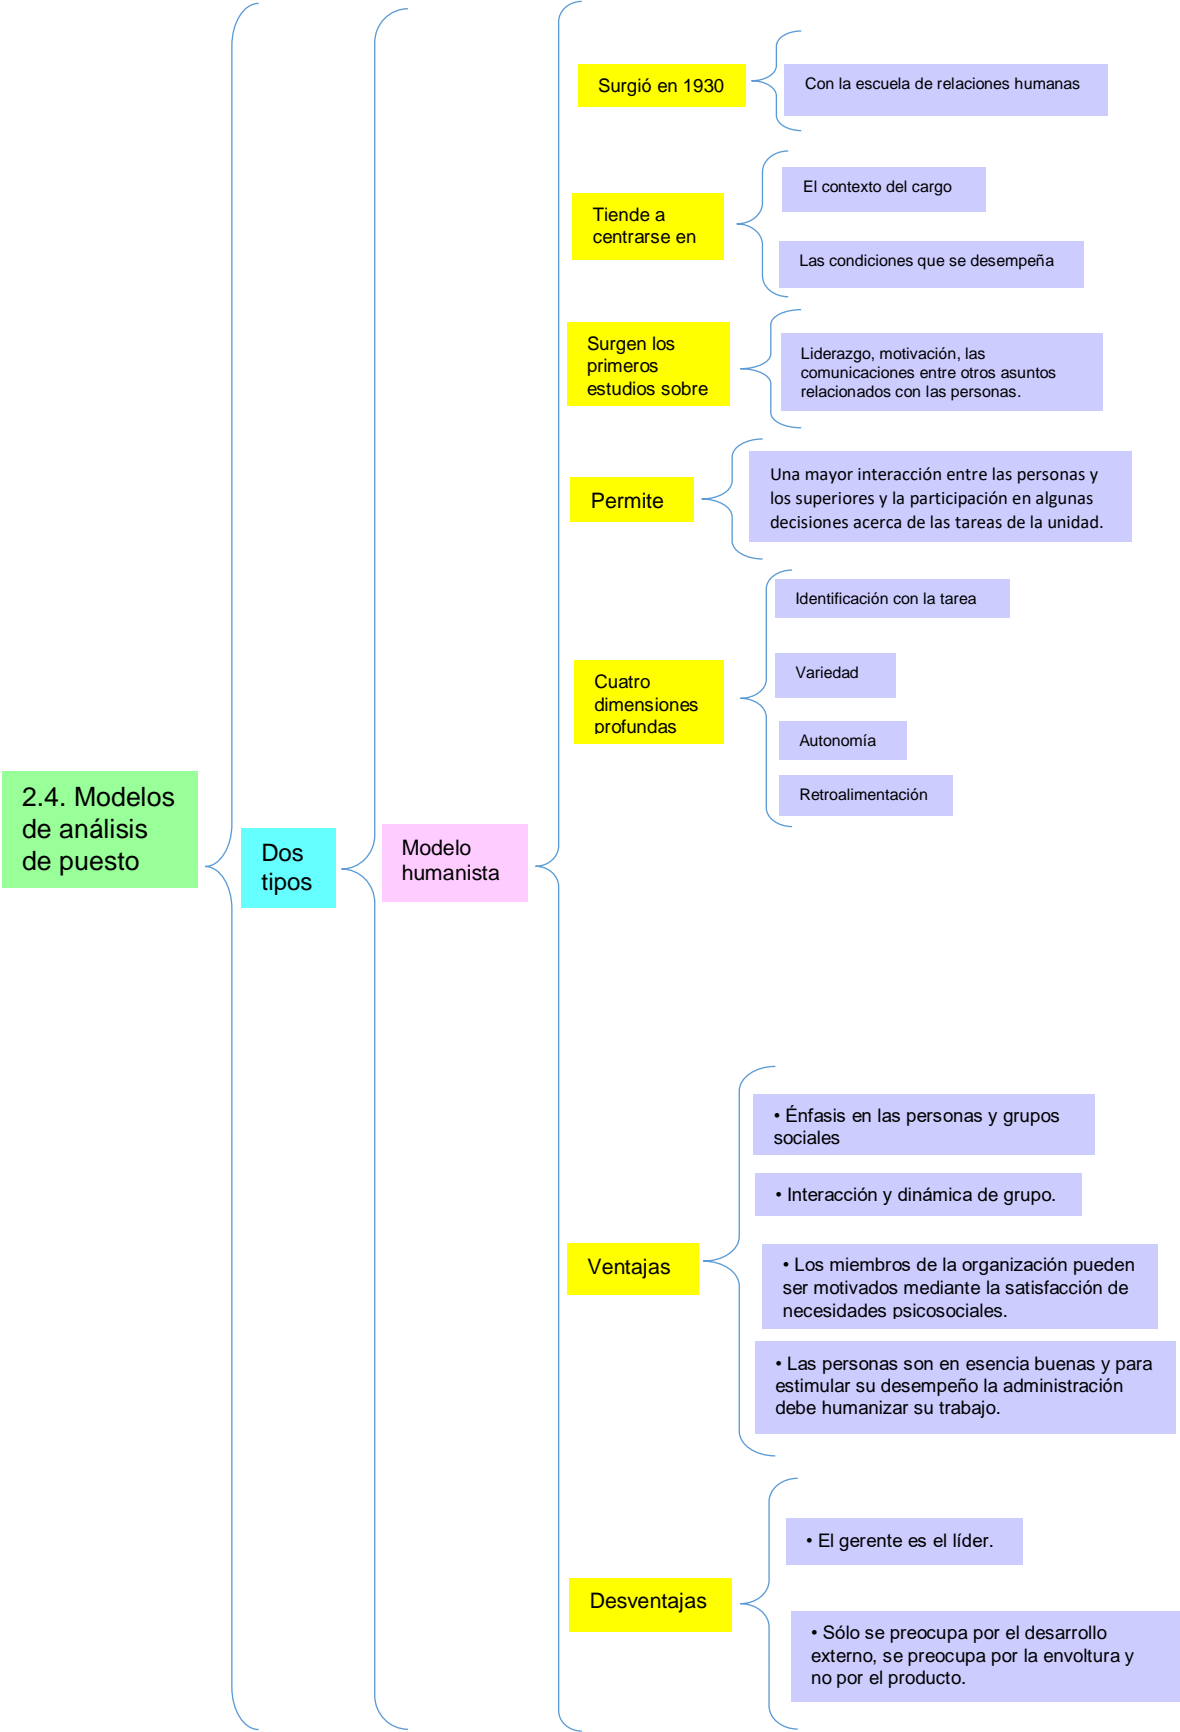 2.4. Modelos
de análisis
de puesto
Dos
tipos
Modelo
humanista
Surgió en 1930
Con la escuela de relaciones humanas
Tiende a
centrarse en
El contexto del cargo
Las condiciones que se desempeña
Surgen los
primeros
estudios sobre
Liderazgo, motivación, las
comunicaciones entre otros asuntos
relacionados con las personas.
Permite
Una mayor interacción entre las personas y
los superiores y la participación en algunas
decisiones acerca de las tareas de la unidad.
Cuatro
dimensiones
profundas
Identificación con la tarea
Variedad
Autonomía
Retroalimentación
Ventajas
• Énfasis en las personas y grupos
sociales
• Interacción y dinámica de grupo.
• Los miembros de la organización pueden
ser motivados mediante la satisfacción de
necesidades psicosociales.
• Las personas son en esencia buenas y para
estimular su desempeño la administración
debe humanizar su trabajo.
Desventajas
• El gerente es el líder.
• Sólo se preocupa por el desarrollo
externo, se preocupa por la envoltura y
no por el producto.